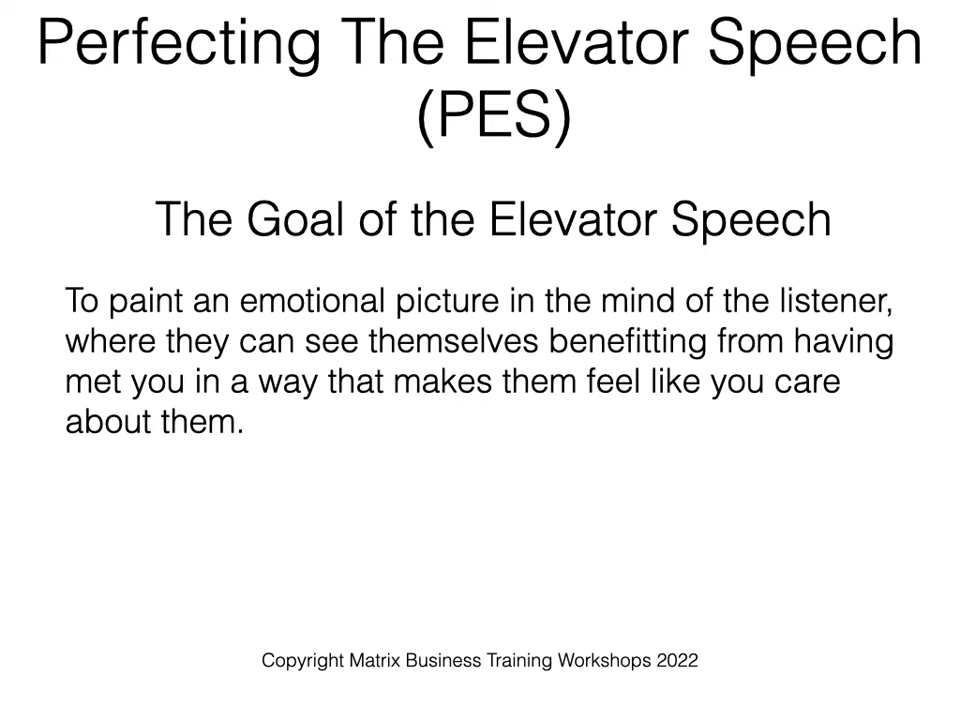 Perfecting The Elevator Speech
(PES)
The Goal of the Elevator Speech
To paint an emotional picture in the mind of the listener,
where they can see themselves benefitting from having
met you in a way that makes them feel like you care
about them.
Copyright Matrix Business Training Workshops 2022